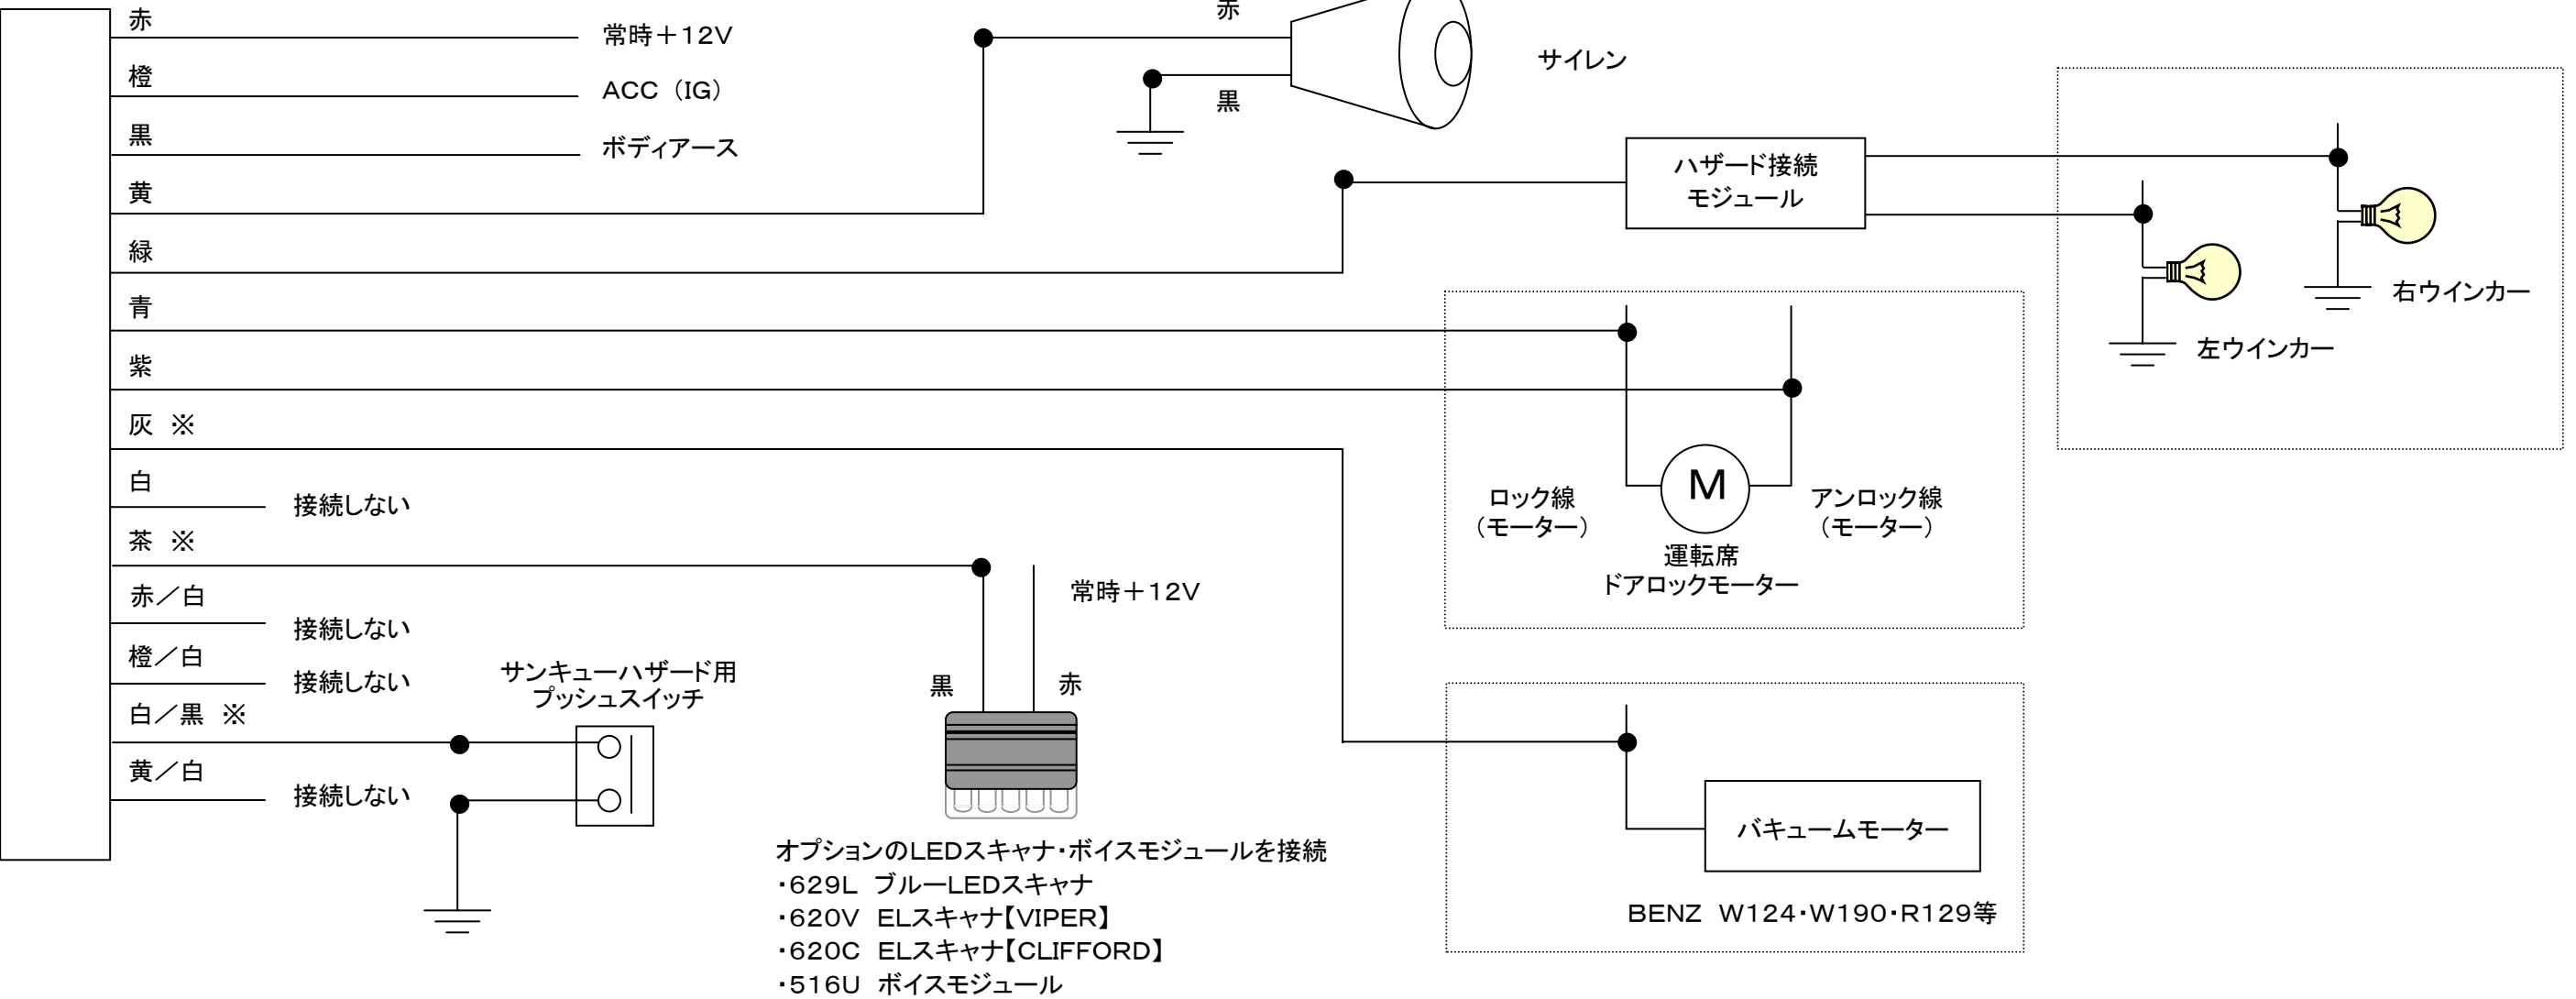 赤
常時＋12V
橙
ACC（IG）
黒
ボディアース
黄
緑
青
紫
灰 ※
白
接続しない
茶 ※
赤／白
接続しない
橙／白
接続しない
白／黒 ※
黄／白
接続しない
サンキューハザード用
プッシュスイッチ
赤
黒
サイレン
ハザード接続
モジュール
右ウインカー
左ウインカー
M
ロック線
（モーター）
アンロック線
（モーター）
運転席
ドアロックモーター
常時＋12V
黒
赤
オプションのLEDスキャナ・ボイスモジュールを接続
・629L ブルーLEDスキャナ
・620V ELスキャナ【VIPER】
・620C ELスキャナ【CLIFFORD】
・516U ボイスモジュール
バキュームモーター
BENZ W124・W190・R129等